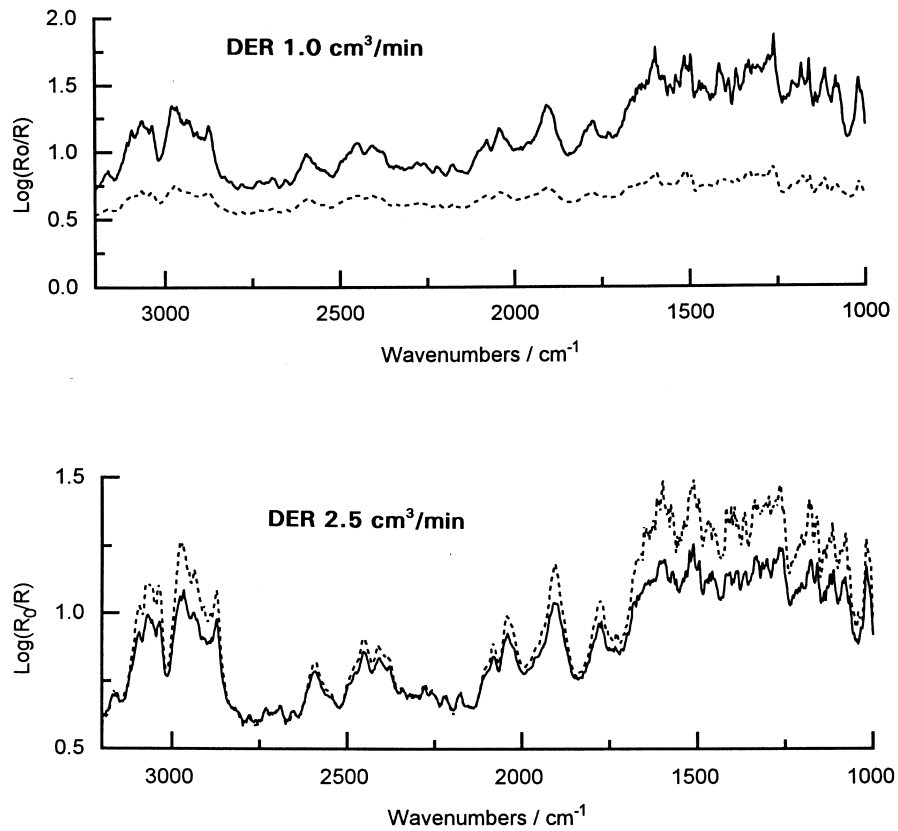 2.0
DER 1.0 cm³/min
1.5
1.0
0.5
0.0
Log(Ro/R)
3000 2500 2000 1500 1000
Wavenumbers / cm⁻¹
1.5
DER 2.5 cm³/min
1.0
0.5
Log(R₀/R)
3000 2500 2000 1500 1000
Wavenumbers / cm⁻¹